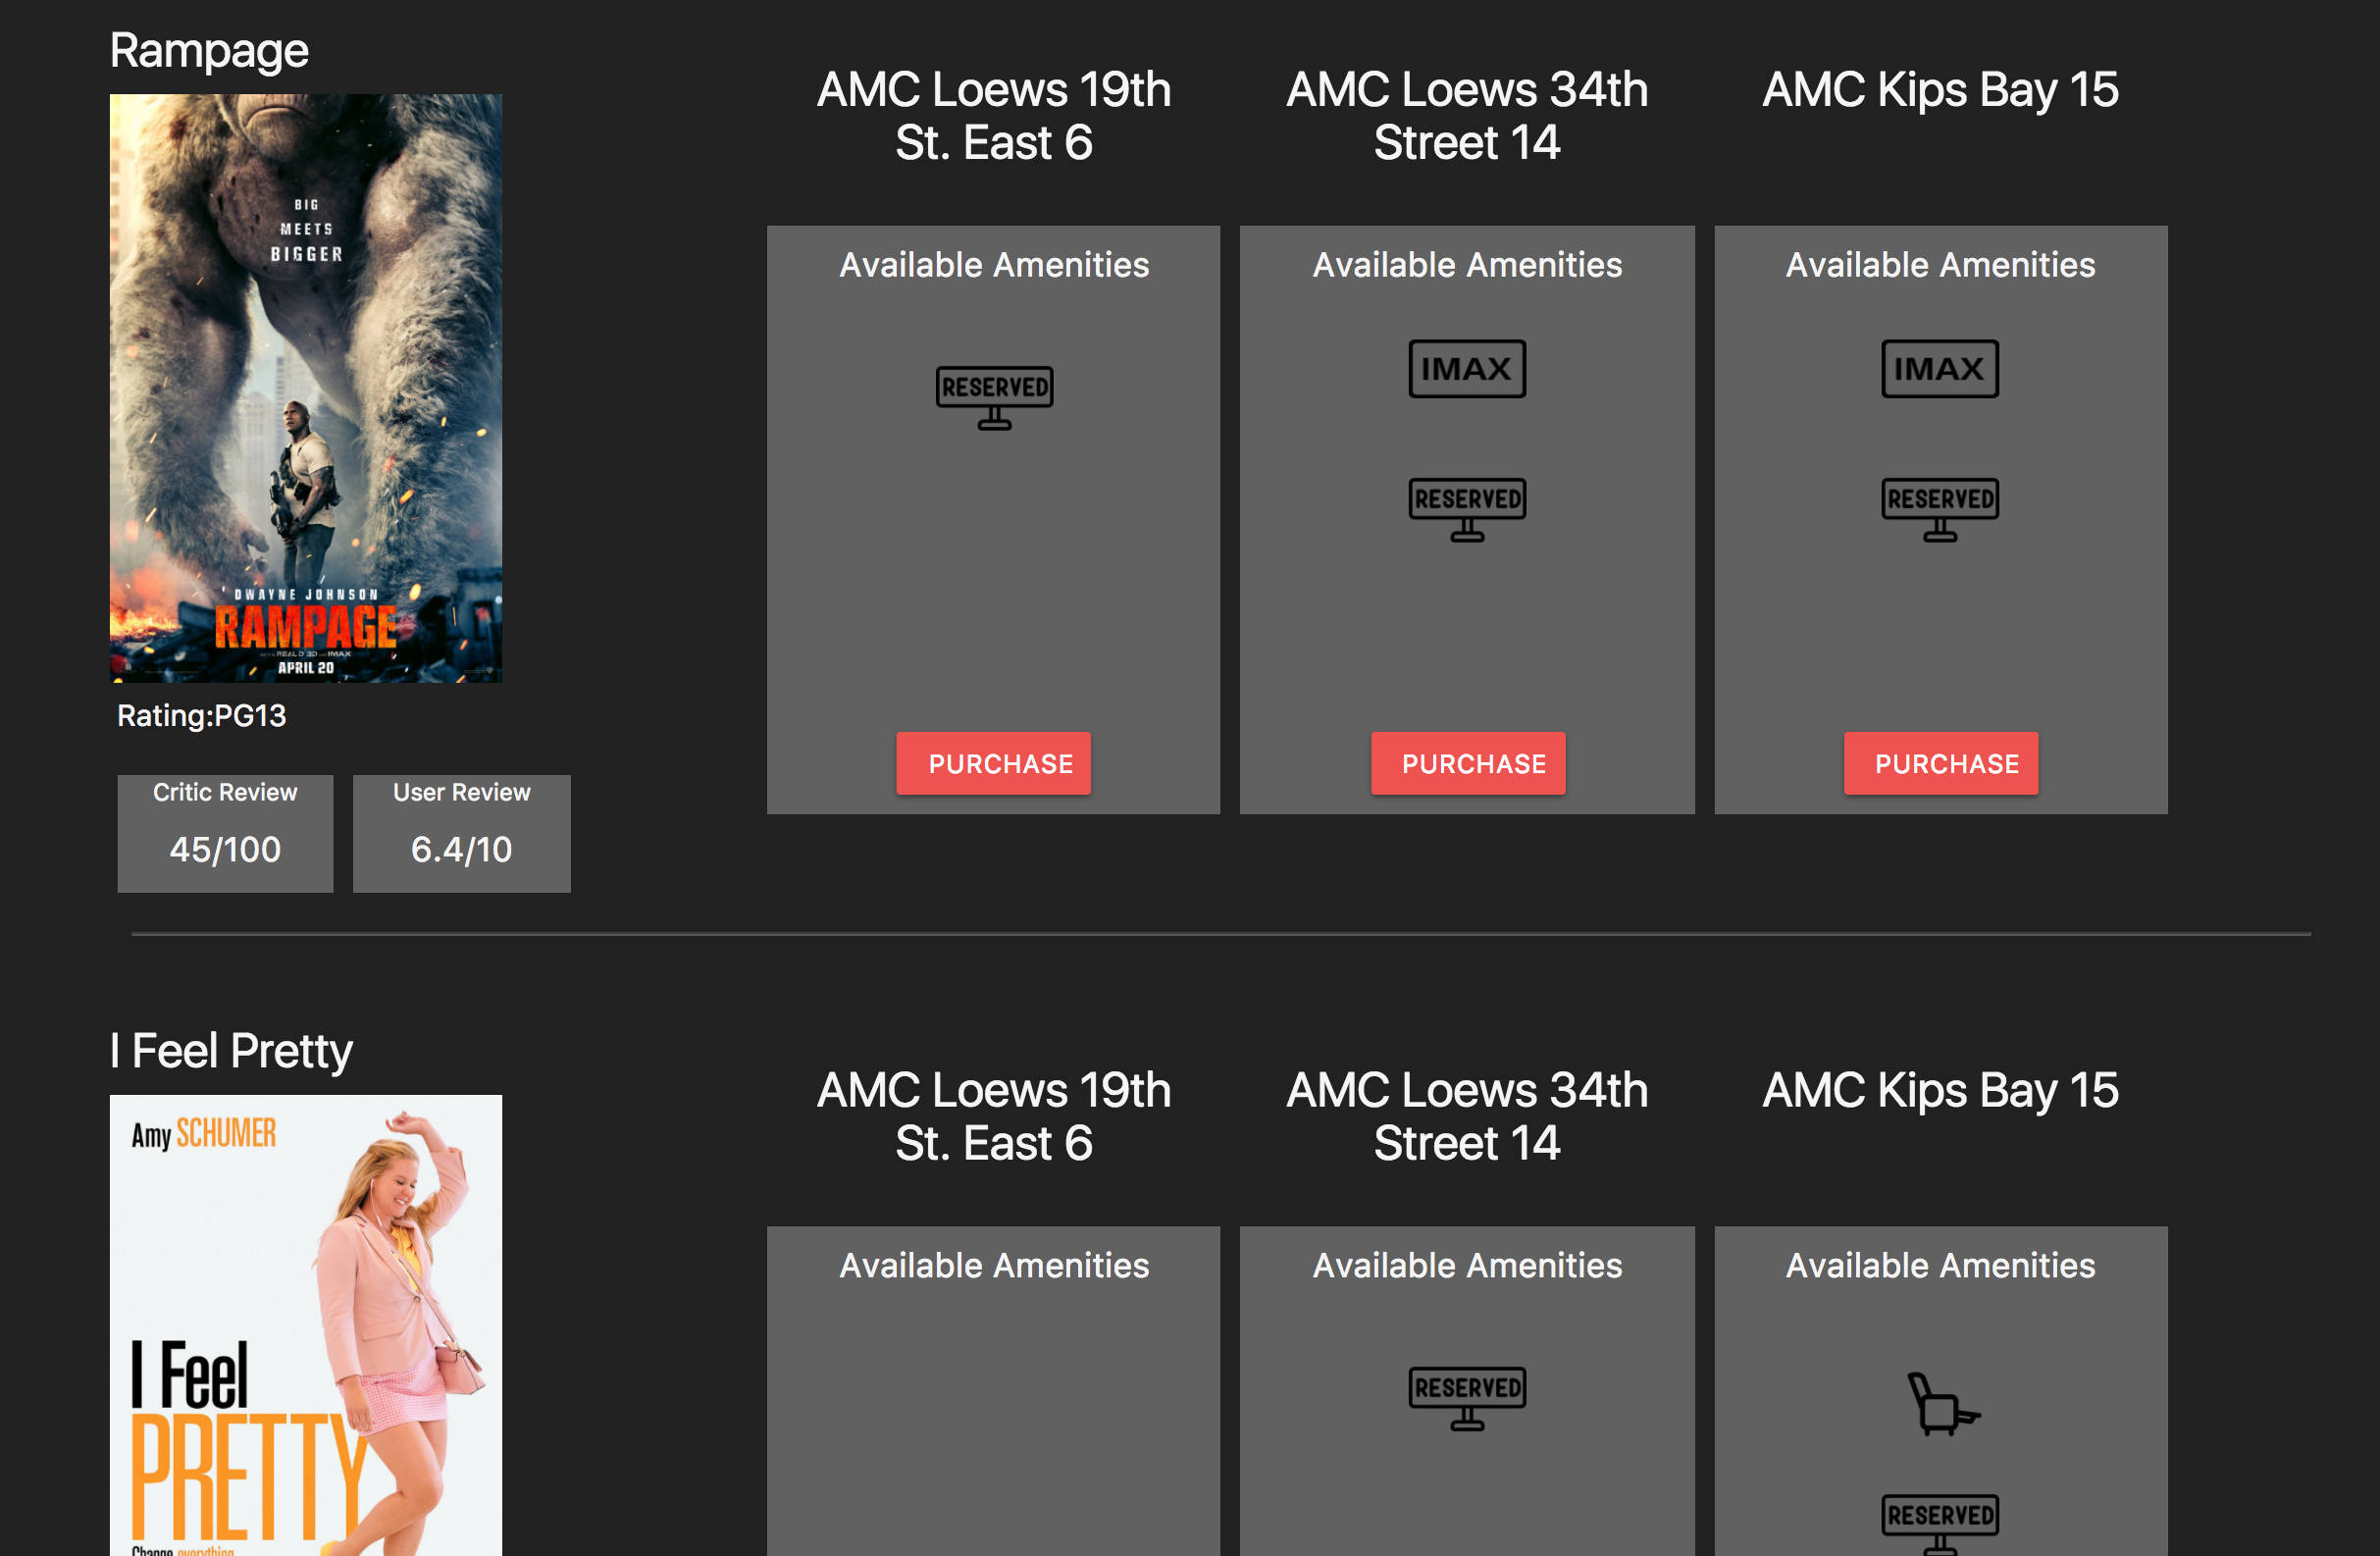 Rampage
BIG
MEETS
BIGGER
DWAYNE JOHNSON
RAMPAGE
REAL D 3D IMAX
APRIL 20
Rating:PG13
Critic Review
45/100
User Review
6.4/10
AMC Loews 19th
St. East 6
Available Amenities
RESERVED
PURCHASE
AMC Loews 34th
Street 14
Available Amenities
IMAX
RESERVED
PURCHASE
AMC Kips Bay 15
Available Amenities
IMAX
RESERVED
PURCHASE
I Feel Pretty
Amy SCHUMER
I Feel
PRETTY
Change everything
AMC Loews 19th
St. East 6
Available Amenities
AMC Loews 34th
Street 14
Available Amenities
RESERVED
AMC Kips Bay 15
Available Amenities
RESERVED